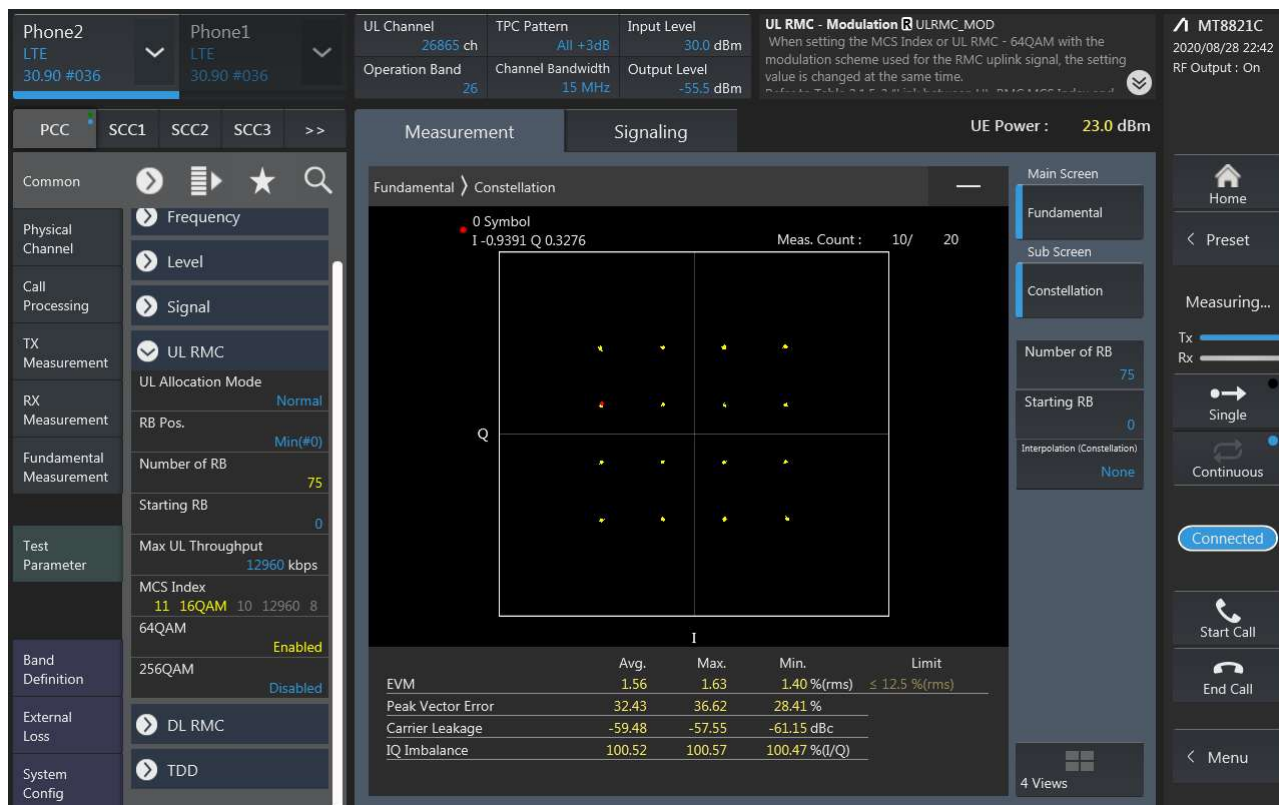 Phone2
LTE
30.90 #036
Phone1
LTE
30.90 #036
UL Channel
26865 ch
Operation Band
26
TPC Pattern
All +3dB
Channel Bandwidth
15 MHz
Input Level
30.0 dBm
Output Level
-55.5 dBm
UL RMC - Modulation R ULRMC_MOD
When setting the MCS Index or UL RMC - 64QAM with the
modulation scheme used for the RMC uplink signal, the setting
value is changed at the same time.
MT8821C
2020/08/28 22:42
RF Output : On
PCC SCC1 SCC2 SCC3 >>
Measurement
Signaling
UE Power : 23.0 dBm
Common
Physical
Channel
Call
Processing
TX
Measurement
RX
Measurement
Fundamental
Measurement
Test
Parameter
Band
Definition
External
Loss
System
Config
Frequency
Level
Signal
UL RMC
UL Allocation Mode
Normal
RB Pos.
Min(#0)
Number of RB
75
Starting RB
0
Max UL Throughput
12960 kbps
MCS Index
11 16QAM 10 12960 8
64QAM
Enabled
256QAM
Disabled
DL RMC
TDD
Fundamental 〉 Constellation
0 Symbol
I -0.9391 Q 0.3276
Meas. Count : 10/ 20
Q
I
Avg. Max. Min. Limit
EVM 1.56 1.63 1.40 %(rms) ≤ 12.5 %(rms)
Peak Vector Error 32.43 36.62 28.41 %
Carrier Leakage -59.48 -57.55 -61.15 dBc
IQ Imbalance 100.52 100.57 100.47 %(I/Q)
Main Screen
Fundamental
Sub Screen
Constellation
Number of RB
75
Starting RB
0
Interpolation (Constellation)
None
4 Views
Home
< Preset
Measuring...
Tx
Rx
Single
Continuous
Connected
Start Call
End Call
< Menu